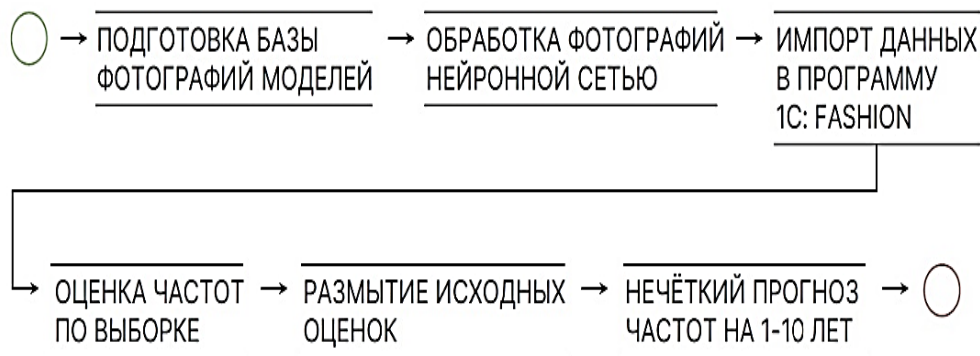 ПОДГОТОВКА БАЗЫ
ФОТОГРАФИЙ МОДЕЛЕЙ
ОБРАБОТКА ФОТОГРАФИЙ
НЕЙРОННОЙ СЕТЬЮ
ИМПОРТ ДАННЫХ
В ПРОГРАММУ
1С: FASHION
ОЦЕНКА ЧАСТОТ
ПО ВЫБОРКЕ
РАЗМЫТИЕ ИСХОДНЫХ
ОЦЕНОК
НЕЧЁТКИЙ ПРОГНОЗ
ЧАСТОТ НА 1-10 ЛЕТ